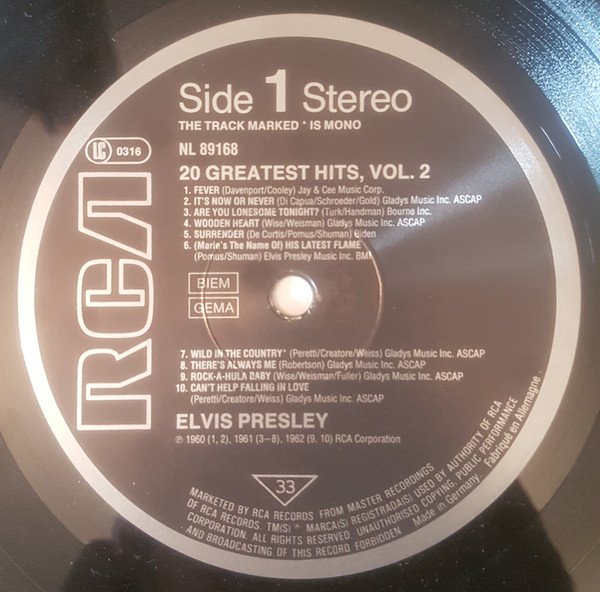 Side 1 Stereo
THE TRACK MARKED * IS MONO
LC 0316
NL 89168
20 GREATEST HITS, VOL. 2
1. FEVER (Davenport/Cooley) Jay & Cee Music Corp.
2. IT'S NOW OR NEVER (Di Capua/Schroeder/Gold) Gladys Music Inc. ASCAP
3. ARE YOU LONESOME TONIGHT? (Turk/Handman) Bourne Inc.
4. WOODEN HEART (Wise/Weisman) Gladys Music Inc. ASCAP
5. SURRENDER (De Curtis/Pomus/Shuman) Biden
6. (Marie's The Name Of) HIS LATEST FLAME
(Pomus/Shuman) Elvis Presley Music Inc. BMI
RCA
BIEM
GEMA
7. WILD IN THE COUNTRY* (Peretti/Creatore/Weiss) Gladys Music Inc. ASCAP
8. THERE'S ALWAYS ME (Robertson) Gladys Music Inc. ASCAP
9. ROCK-A-HULA BABY (Wise/Weisman/Fuller) Gladys Music Inc. ASCAP
10. CAN'T HELP FALLING IN LOVE
(Peretti/Creatore/Weiss) Gladys Music Inc. ASCAP
ELVIS PRESLEY
℗ 1960 (1, 2), 1961 (3–8), 1962 (9, 10) RCA Corporation
33
MARKETED BY RCA RECORDS FROM MASTER RECORDINGS
OF RCA RECORDS. TM(S) * MARCA(S) REGISTRADA(S) USED BY AUTHORITY OF RCA
CORPORATION. ALL RIGHTS RESERVED. UNAUTHORISED COPYING, PUBLIC PERFORMANCE
AND BROADCASTING OF THIS RECORD FORBIDDEN
Made in Germany. Fabriqué en Allemagne.